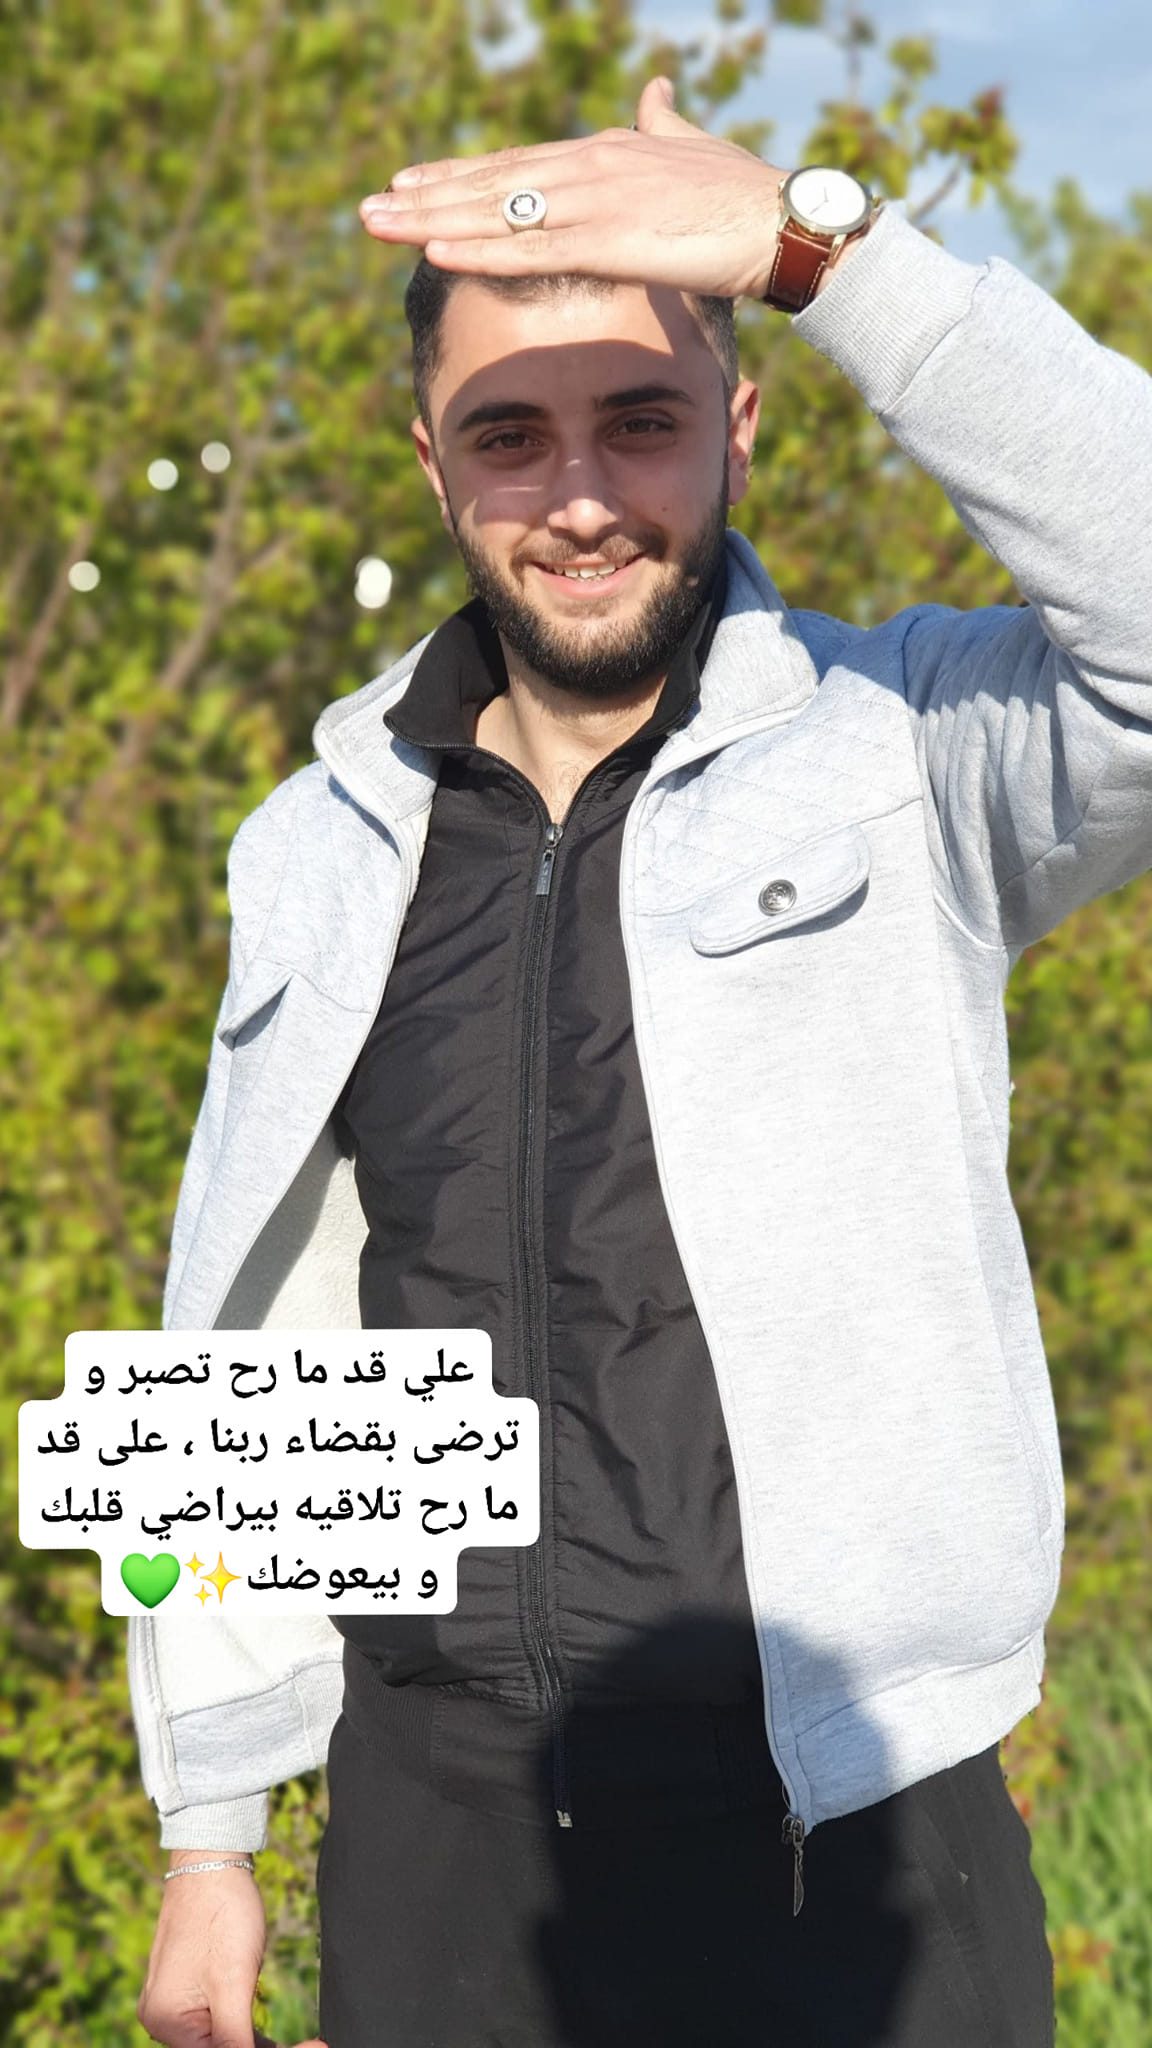 علي قد ما رح تصبر و
ترضى بقضاء ربنا ، على قد
ما رح تلاقيه بيراضي قلبك
و بيعوضك✨💚